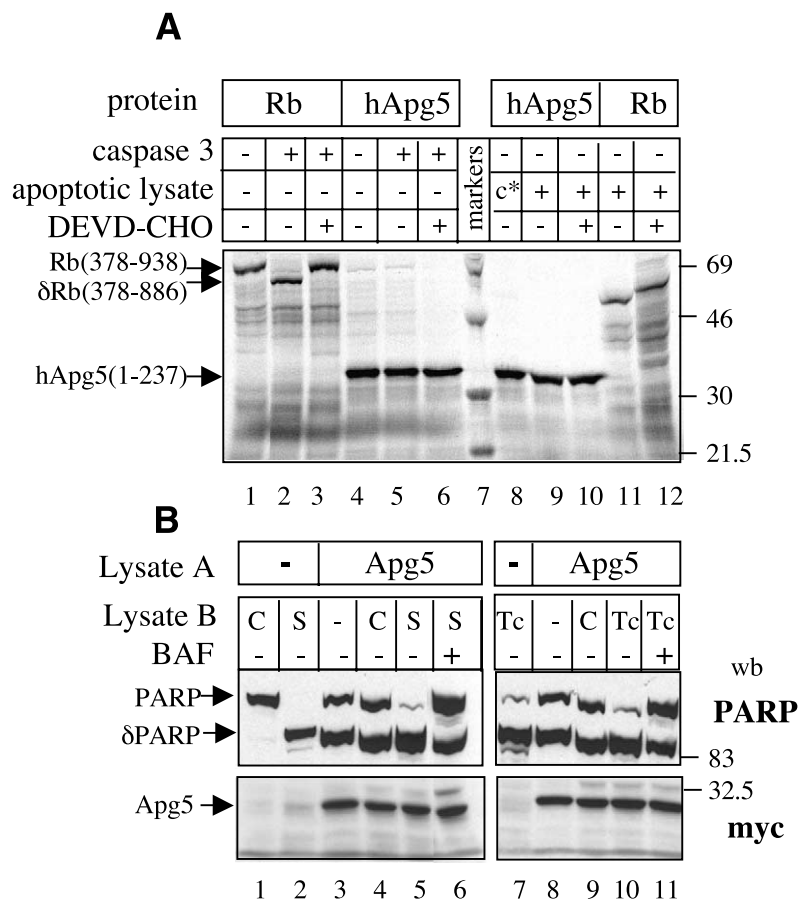 A
protein Rb hApg5 hApg5 Rb
caspase 3 - + + - + + markers - - - - -
apoptotic lysate - - - - - - c* + + + +
DEVD-CHO - - + - - + - - + - +
Rb(378-938) 69
δRb(378-886)
46
hApg5(1-237)
30
21.5
1 2 3 4 5 6 7 8 9 10 11 12
B
Lysate A - Apg5 - Apg5
Lysate B C S - C S S Tc - C Tc Tc
BAF - - - - - + - - - - +
wb
PARP PARP
δPARP
83
32.5
Apg5
myc
1 2 3 4 5 6 7 8 9 10 11